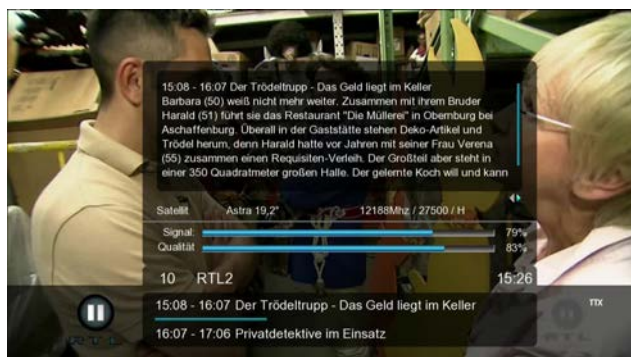 15:08 - 16:07 Der Trödeltrupp - Das Geld liegt im Keller
Barbara (50) weiß nicht mehr weiter. Zusammen mit ihrem Bruder
Harald (51) führt sie das Restaurant "Die Müllerei" in Obernburg bei
Aschaffenburg. Überall in der Gaststätte stehen Deko-Artikel und
Trödel herum, denn Harald hatte vor Jahren mit seiner Frau Verena
(55) zusammen einen Requisiten-Verleih. Der Großteil aber steht in
einer 350 Quadratmeter großen Halle. Der gelernte Koch will und kann
Satellit Astra 19,2° 12188Mhz / 27500 / H
Signal: 79%
Qualität 83%
10 RTL2 15:26
15:08 - 16:07 Der Trödeltrupp - Das Geld liegt im Keller
TTX
RTL
16:07 - 17:06 Privatdetektive im Einsatz